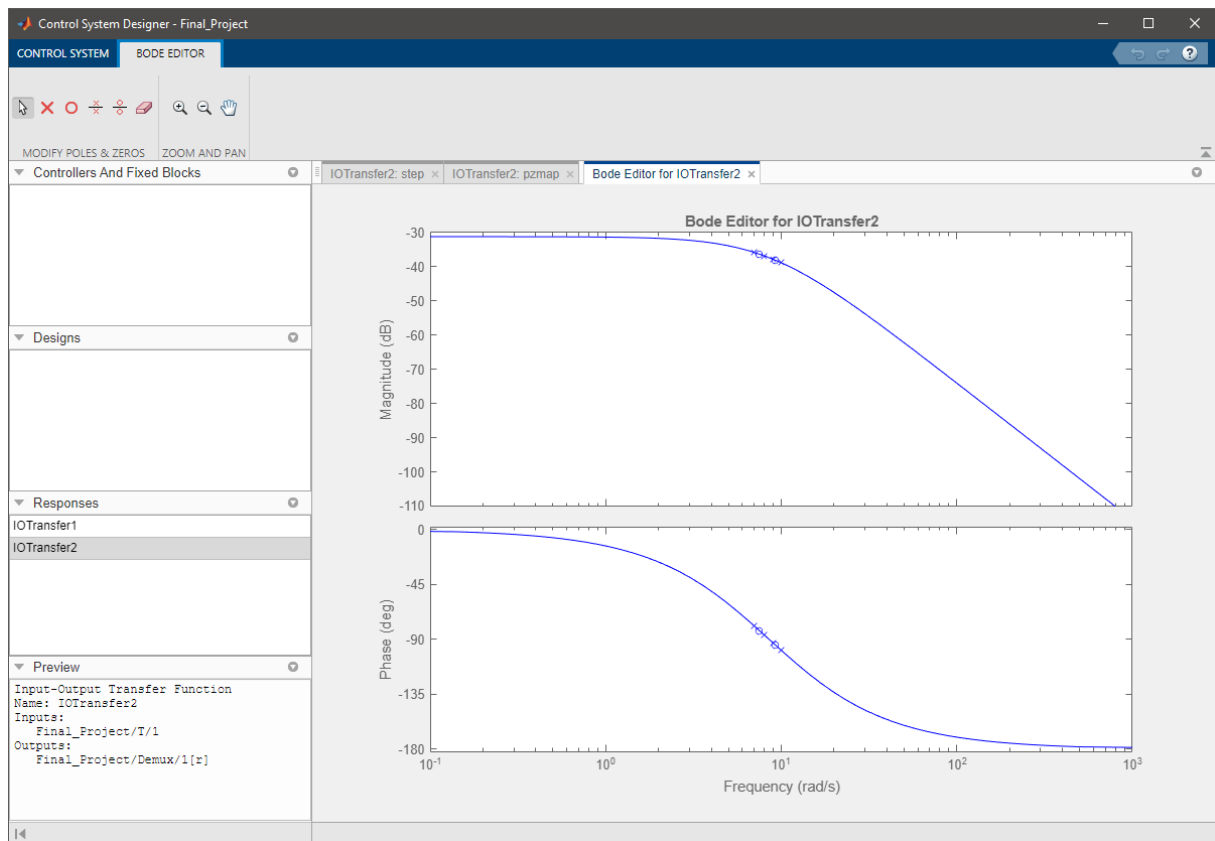 Control System Designer - Final_Project
CONTROL SYSTEM BODE EDITOR
MODIFY POLES & ZEROS ZOOM AND PAN
Controllers And Fixed Blocks
Designs
Responses
IOTransfer1
IOTransfer2
Preview
Input-Output Transfer Function
Name: IOTransfer2
Inputs:
Final_Project/T/1
Outputs:
Final_Project/Demux/1[r]
IOTransfer2: step × IOTransfer2: pzmap × Bode Editor for IOTransfer2 ×
Bode Editor for IOTransfer2
Magnitude (dB)
-30
-40
-50
-60
-70
-80
-90
-100
-110
Phase (deg)
0
-45
-90
-135
-180
10⁻¹ 10⁰ 10¹ 10² 10³
Frequency (rad/s)